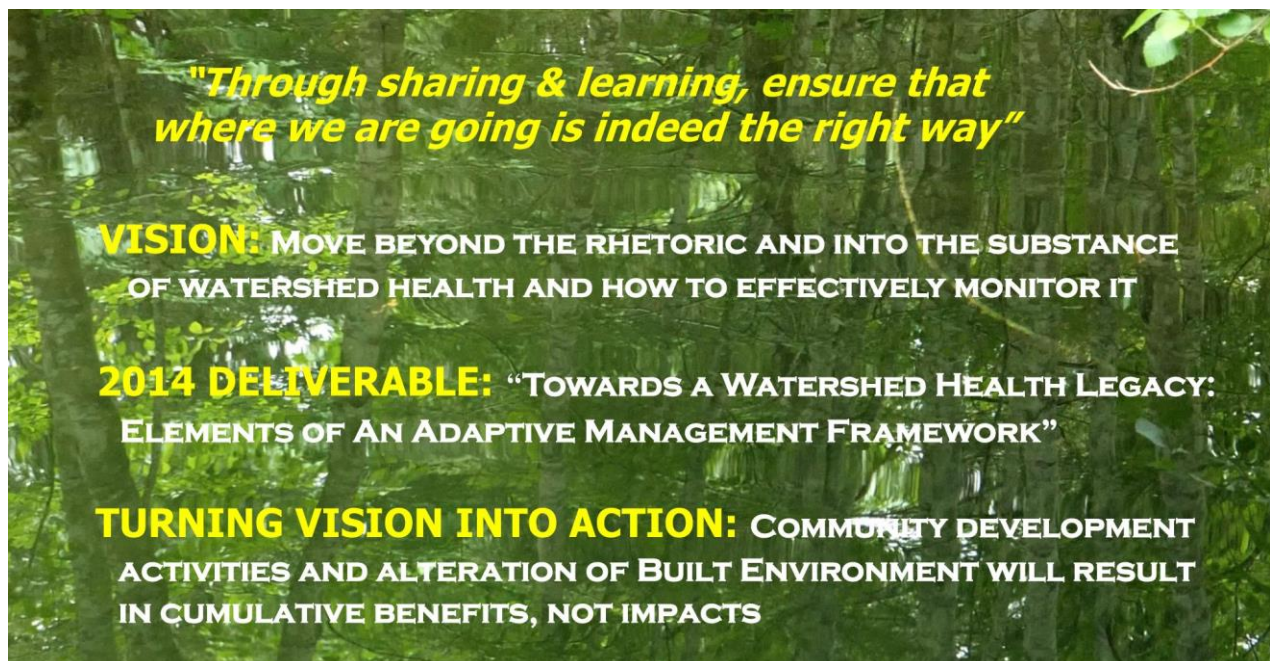 “Through sharing & learning, ensure that
where we are going is indeed the right way”
VISION: MOVE BEYOND THE RHETORIC AND INTO THE SUBSTANCE
OF WATERSHED HEALTH AND HOW TO EFFECTIVELY MONITOR IT
2014 DELIVERABLE: “TOWARDS A WATERSHED HEALTH LEGACY:
ELEMENTS OF AN ADAPTIVE MANAGEMENT FRAMEWORK”
TURNING VISION INTO ACTION: COMMUNITY DEVELOPMENT
ACTIVITIES AND ALTERATION OF BUILT ENVIRONMENT WILL RESULT
IN CUMULATIVE BENEFITS, NOT IMPACTS